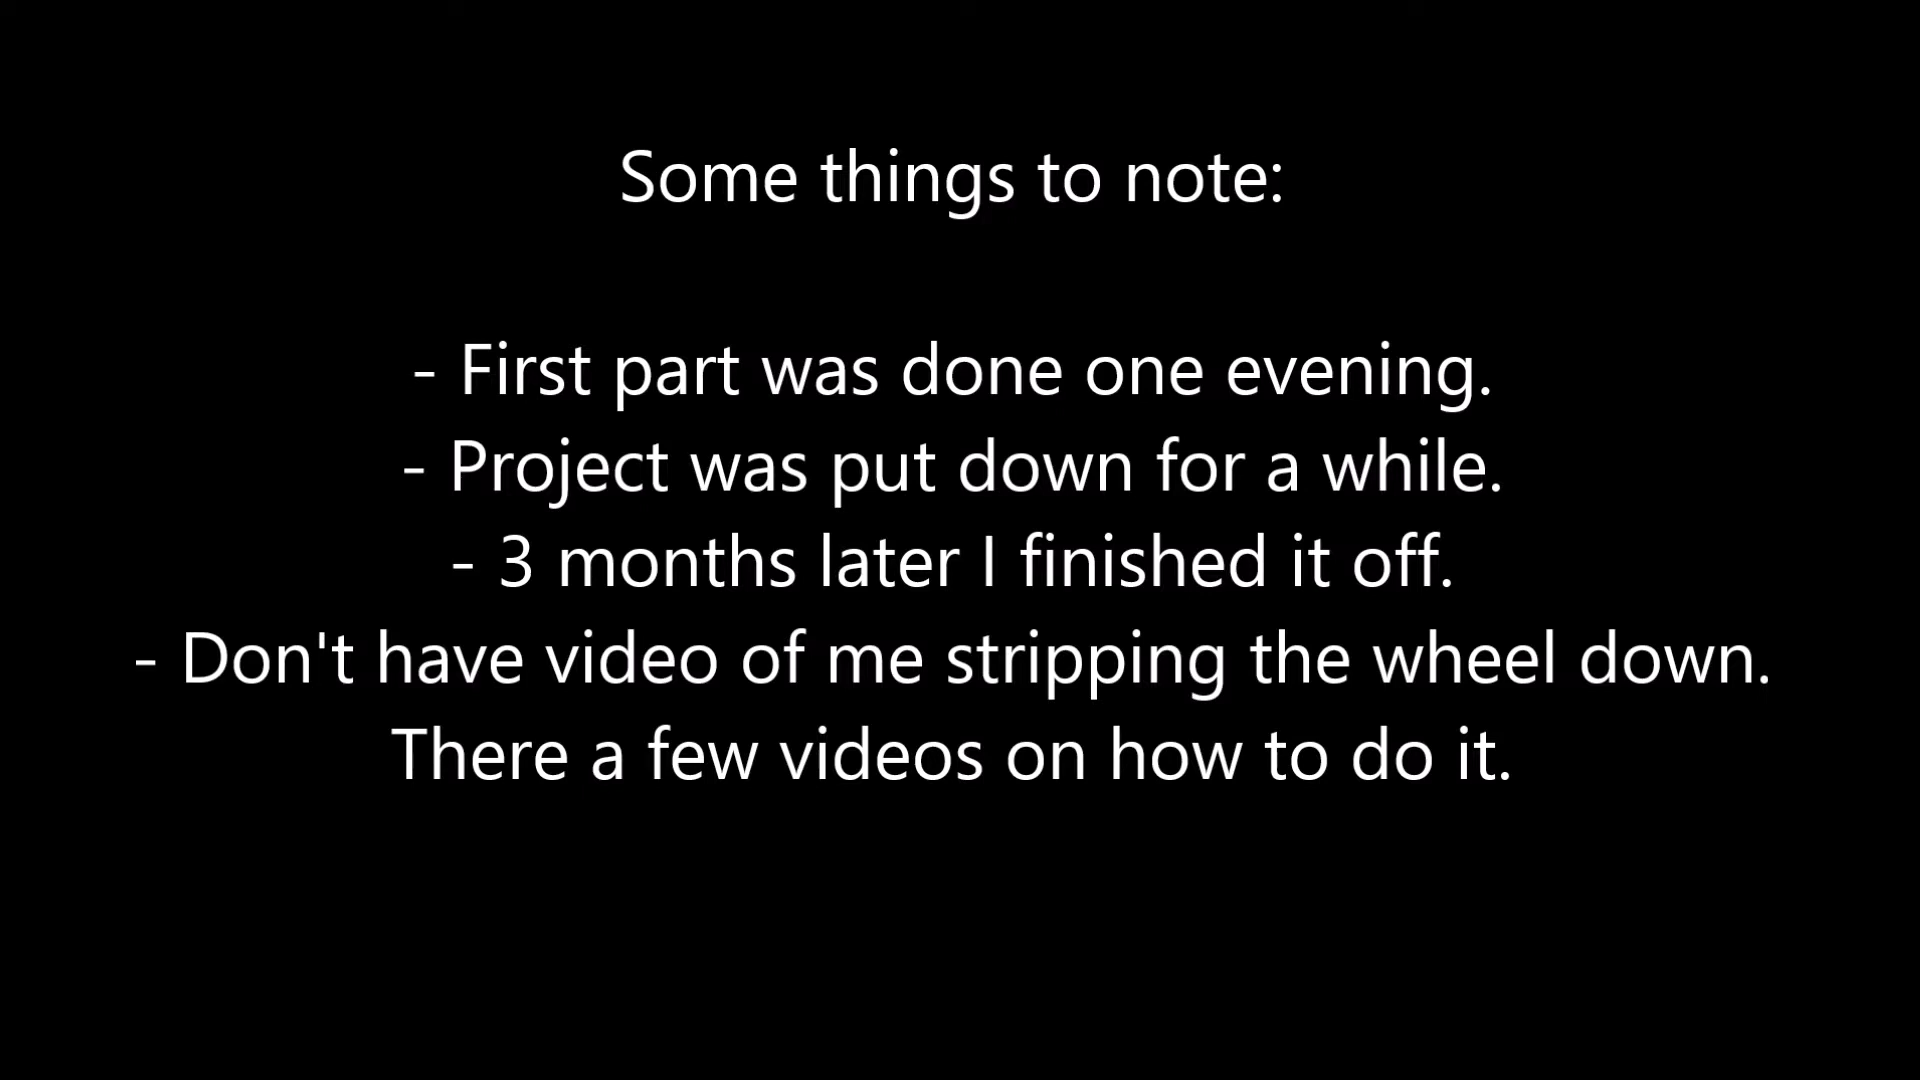 Some things to note:
- First part was done one evening.
- Project was put down for a while.
- 3 months later I finished it off.
- Don't have video of me stripping the wheel down.
There a few videos on how to do it.